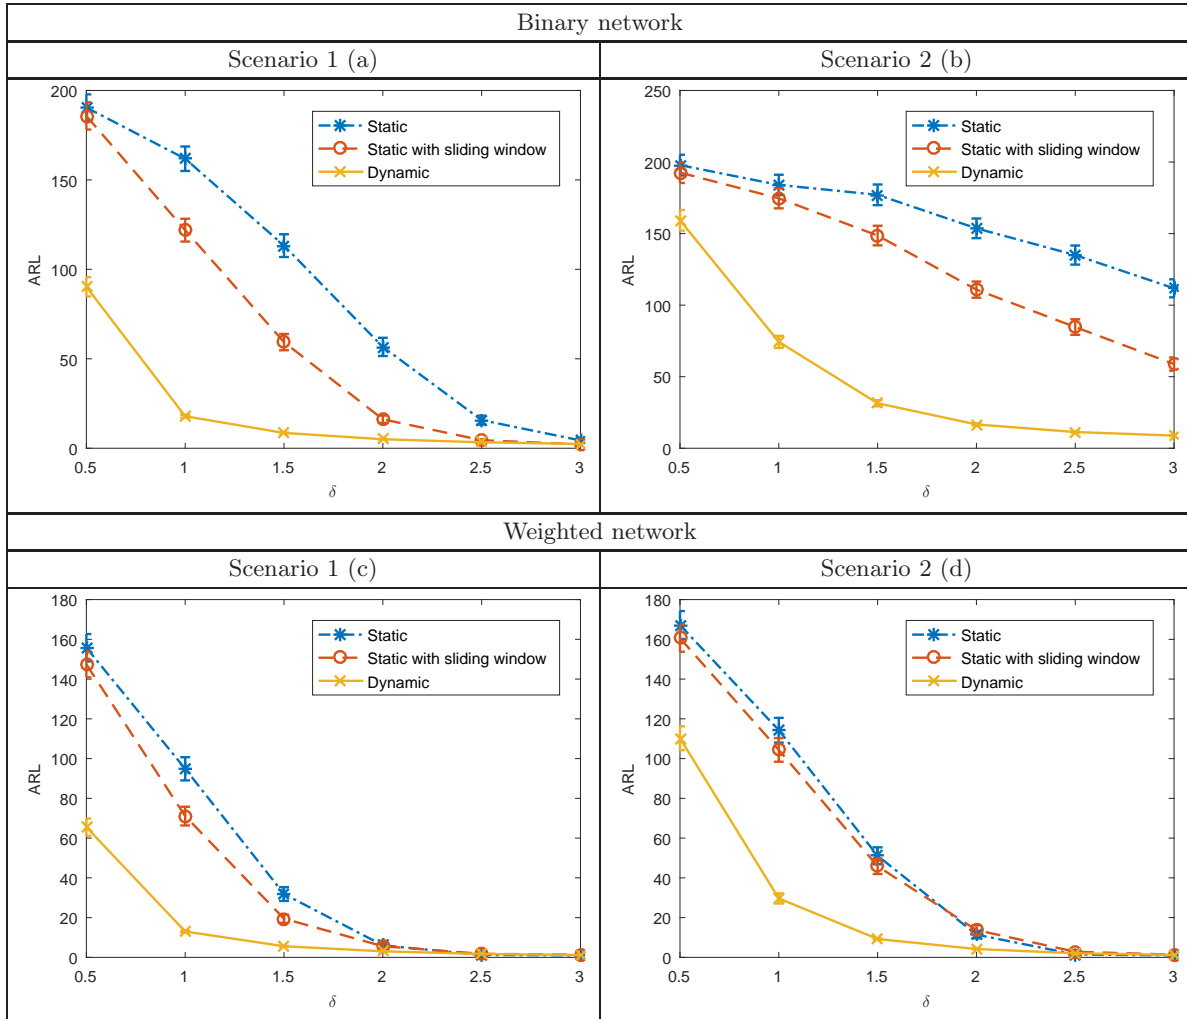 Binary network
Scenario 1 (a)
Scenario 2 (b)
200
150
100
50
0
ARL
0.5 1 1.5 2 2.5 3
δ
Static
Static with sliding window
Dynamic
250
200
150
100
50
0
ARL
0.5 1 1.5 2 2.5 3
δ
Static
Static with sliding window
Dynamic
Weighted network
Scenario 1 (c)
Scenario 2 (d)
180
160
140
120
100
80
60
40
20
0
ARL
0.5 1 1.5 2 2.5 3
δ
Static
Static with sliding window
Dynamic
180
160
140
120
100
80
60
40
20
0
ARL
0.5 1 1.5 2 2.5 3
δ
Static
Static with sliding window
Dynamic